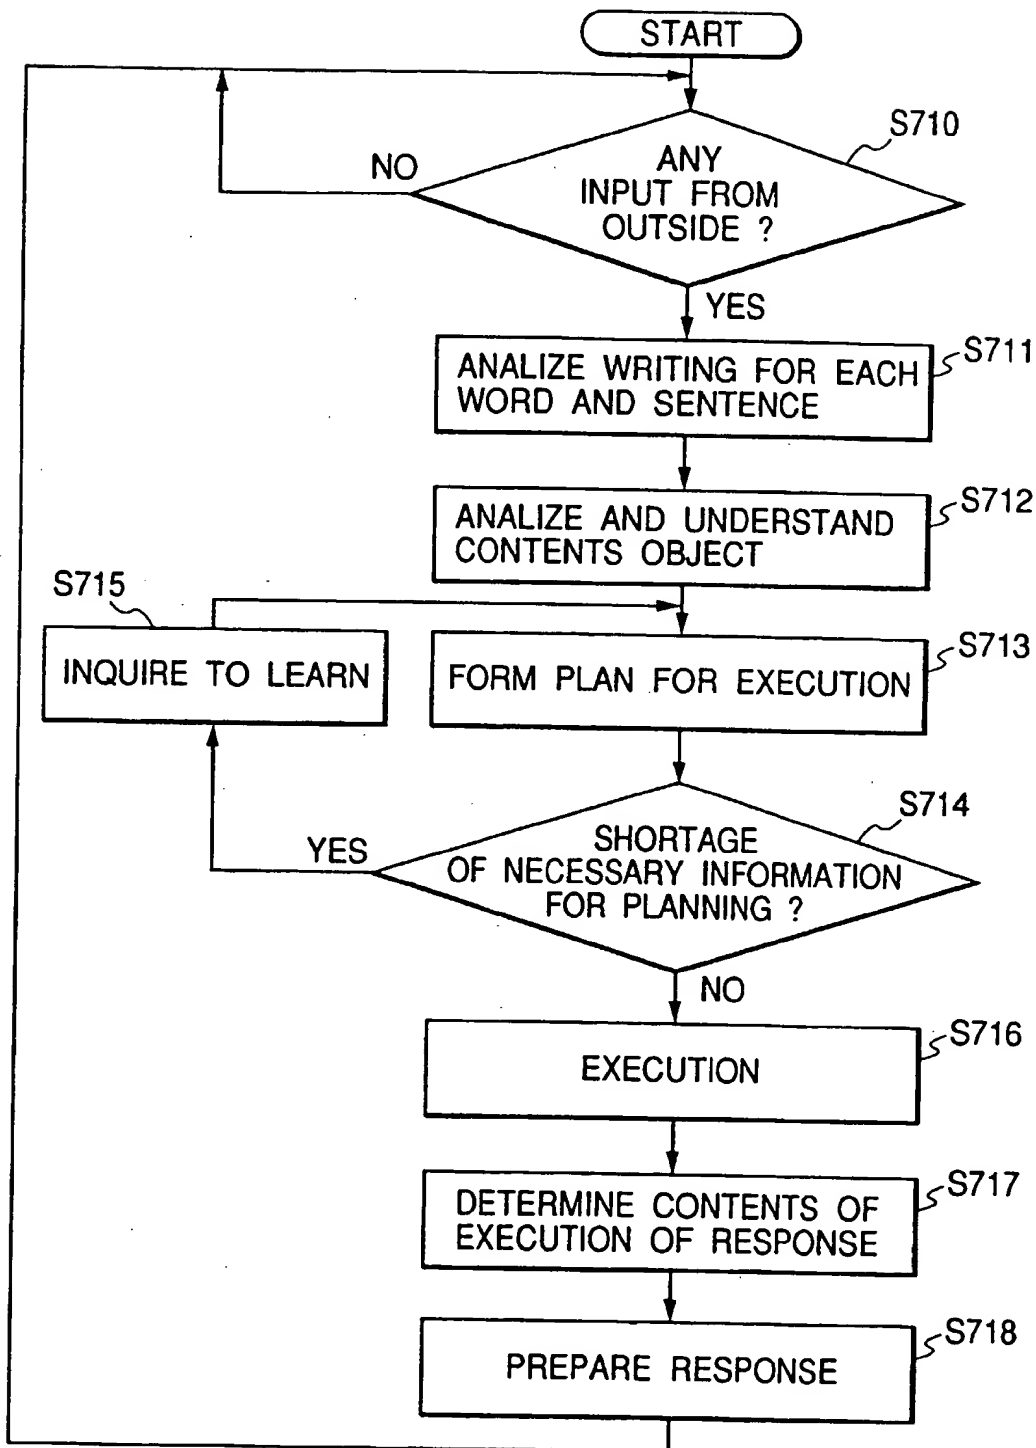 START
S710
NO
ANY
INPUT FROM
OUTSIDE ?
YES
S711
ANALIZE WRITING FOR EACH
WORD AND SENTENCE
S712
ANALIZE AND UNDERSTAND
CONTENTS OBJECT
S715
INQUIRE TO LEARN
S713
FORM PLAN FOR EXECUTION
S714
YES
SHORTAGE
OF NECESSARY INFORMATION
FOR PLANNING ?
NO
S716
EXECUTION
S717
DETERMINE CONTENTS OF
EXECUTION OF RESPONSE
S718
PREPARE RESPONSE